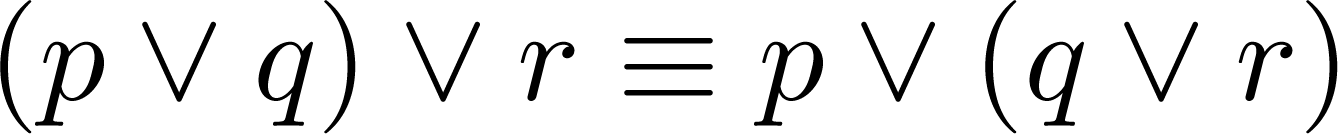 (p ∨ q) ∨ r ≡ p ∨ (q ∨ r)